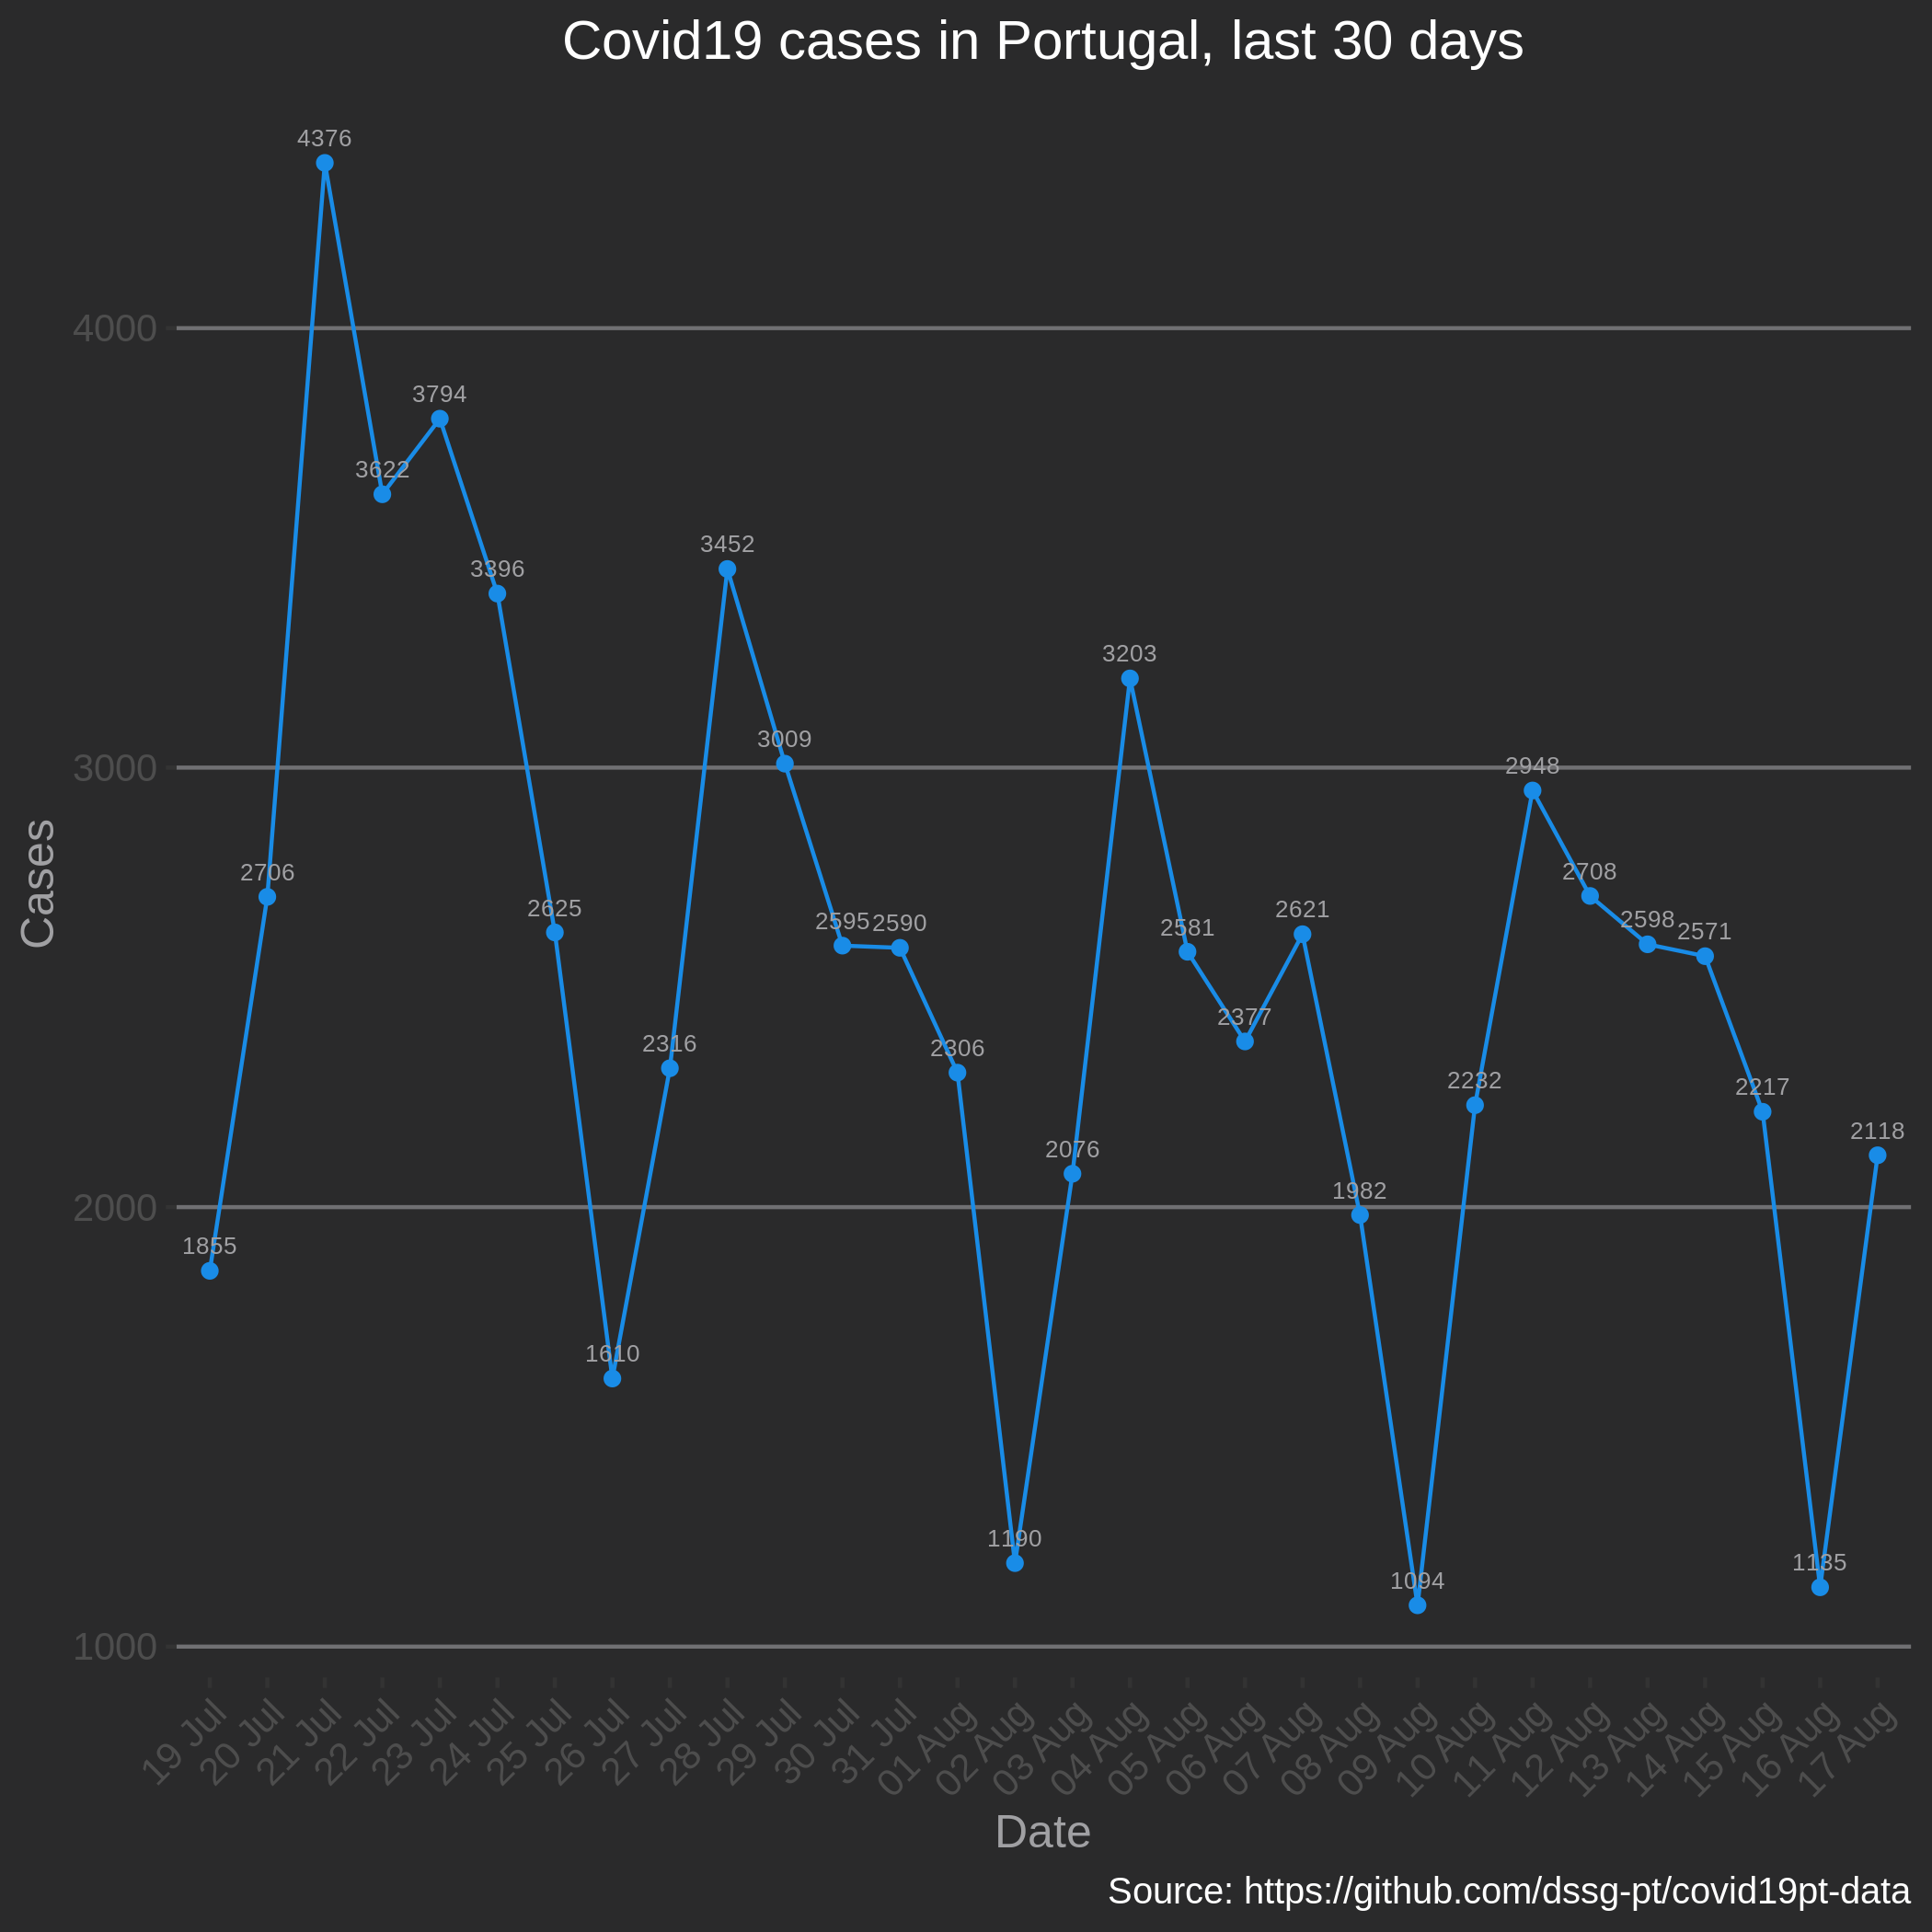 Covid19 cases in Portugal, last 30 days
4376
4000
3794
3622
3396
3452
3203
3009
3000
2948
2706
2708
2625
2595
2590
2581
2621
2598
2571
2377
2316
2306
2232
2217
2118
2076
2000
1982
1855
1610
1190
1094
1135
1000
Cases
19 Jul
20 Jul
21 Jul
22 Jul
23 Jul
24 Jul
25 Jul
26 Jul
27 Jul
28 Jul
29 Jul
30 Jul
31 Jul
01 Aug
02 Aug
03 Aug
04 Aug
05 Aug
06 Aug
07 Aug
08 Aug
09 Aug
10 Aug
11 Aug
12 Aug
13 Aug
14 Aug
15 Aug
16 Aug
17 Aug
Date
Source: https://github.com/dssg-pt/covid19pt-data